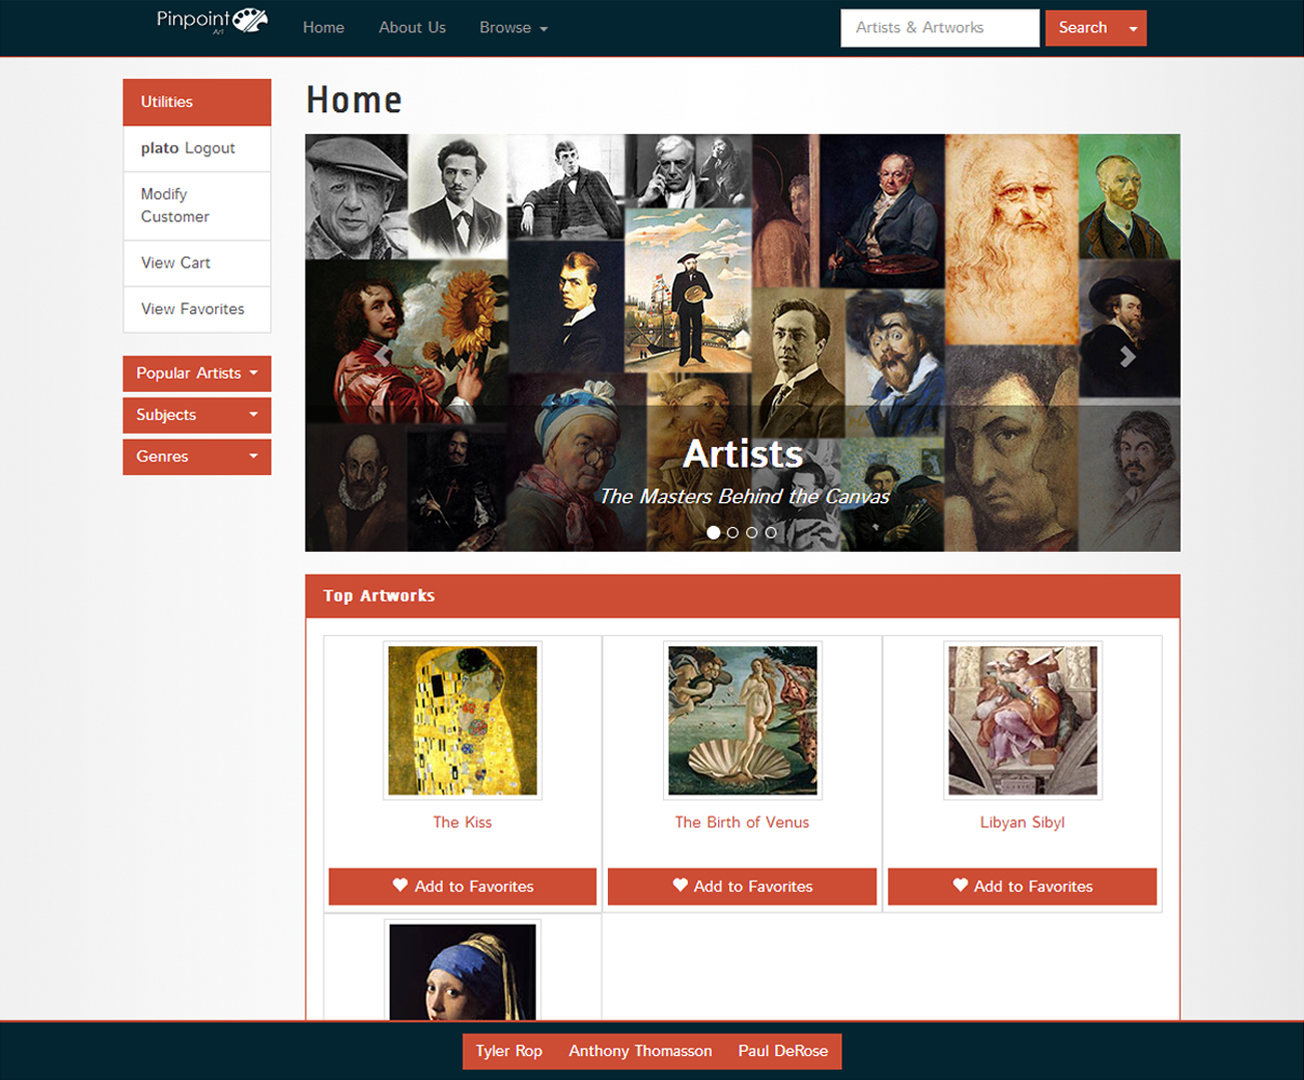 Pinpoint
Art
Home
About Us
Browse
Artists & Artworks
Search
Utilities
plato Logout
Modify
Customer
View Cart
View Favorites
Popular Artists
Subjects
Genres
Home
Artists
The Masters Behind the Canvas
Top Artworks
The Kiss
The Birth of Venus
Libyan Sibyl
Add to Favorites
Add to Favorites
Add to Favorites
Tyler Rop
Anthony Thomasson
Paul DeRose